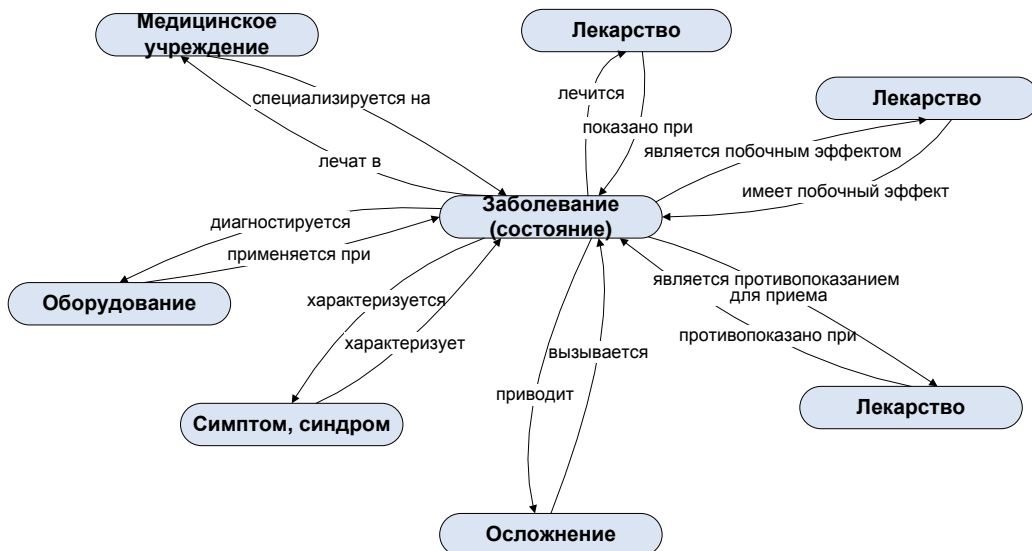 Медицинское
учреждение
Лекарство
специализируется на
лечится
Лекарство
показано при
является побочным эффектом
лечат в
имеет побочный эффект
Заболевание
(состояние)
диагностируется
применяется при
является противопоказанием
для приема
Оборудование
характеризуется
противопоказано при
характеризует
вызывается
приводит
Лекарство
Симптом, синдром
Осложнение